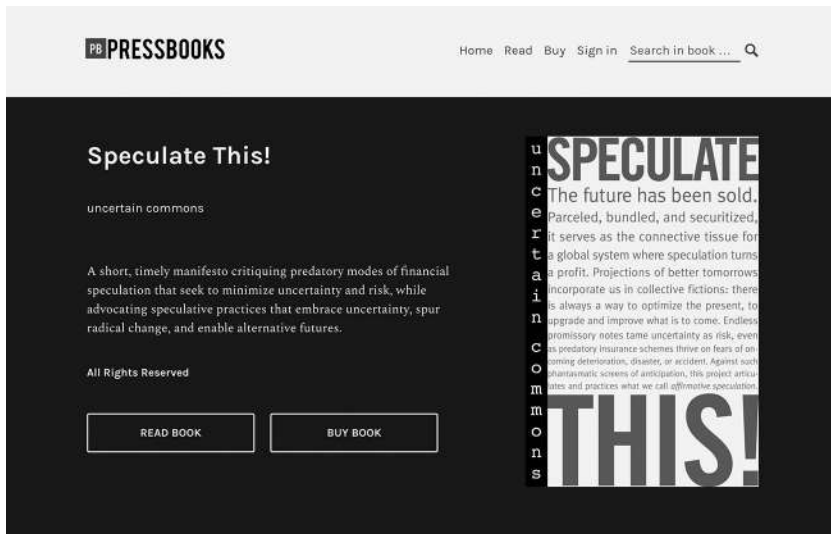 PB PRESSBOOKS
Home Read Buy Sign in Search in book ...
Speculate This!
uncertain commons
A short, timely manifesto critiquing predatory modes of financial
speculation that seek to minimize uncertainty and risk, while
advocating speculative practices that embrace uncertainty, spur
radical change, and enable alternative futures.
All Rights Reserved
READ BOOK
BUY BOOK
uncertain commons
SPECULATE
The future has been sold.
Parceled, bundled, and securitized,
it serves as the connective tissue for
a global system where speculation turns
a profit. Projections of better tomorrows
incorporate us in collective fictions: there
is always a way to optimize the present, to
upgrade and improve what is to come. Endless
promissory notes tame uncertainty as risk, even
as predatory insurance schemes thrive on fears of on-
coming deterioration, disaster, or accident. Against such
phantasmatic screens of anticipation, this project articu-
lates and practices what we call affirmative speculation.
THIS!